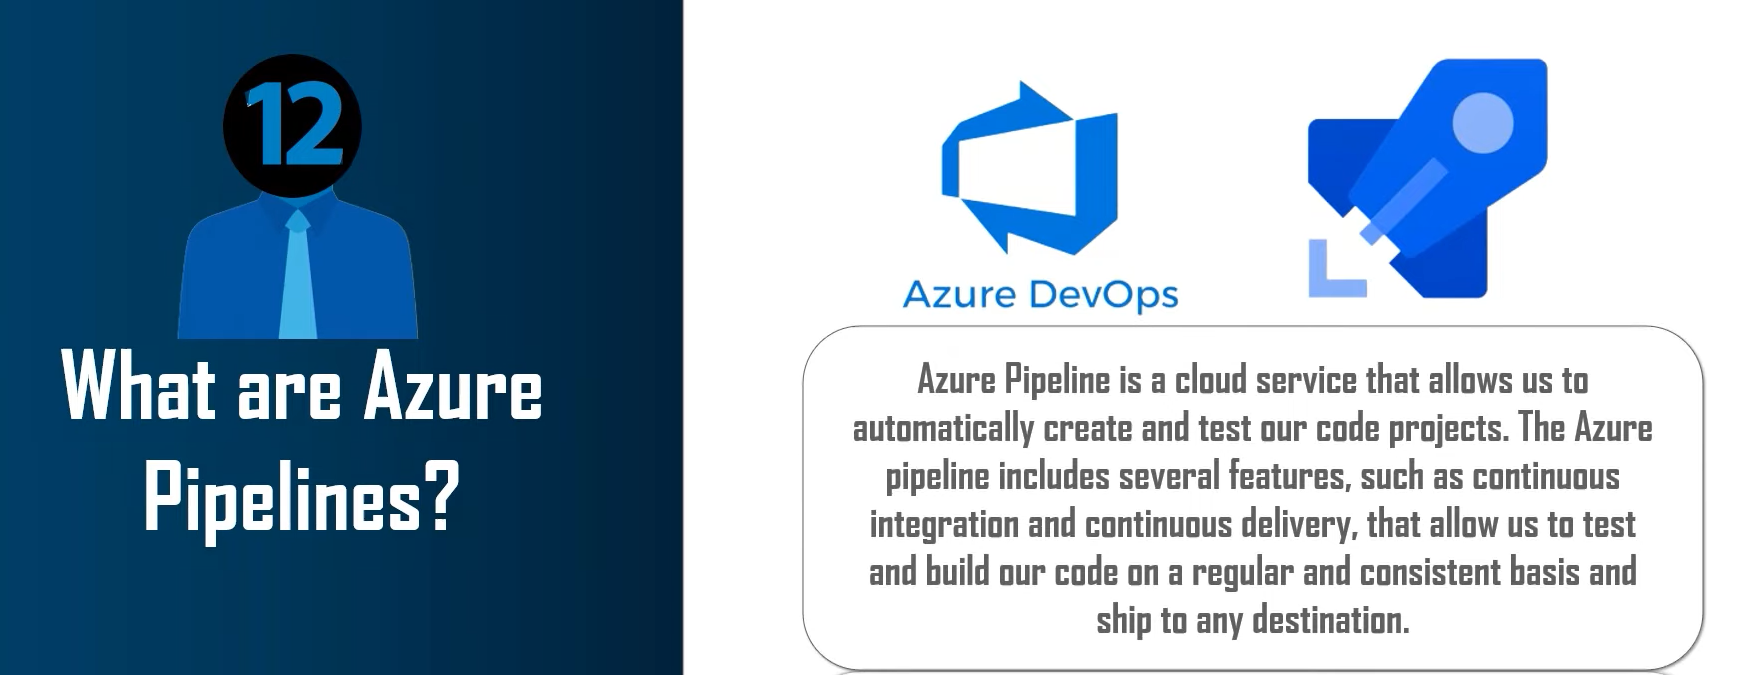 12
What are Azure
Pipelines?
Azure DevOps
Azure Pipeline is a cloud service that allows us to
automatically create and test our code projects. The Azure
pipeline includes several features, such as continuous
integration and continuous delivery, that allow us to test
and build our code on a regular and consistent basis and
ship to any destination.